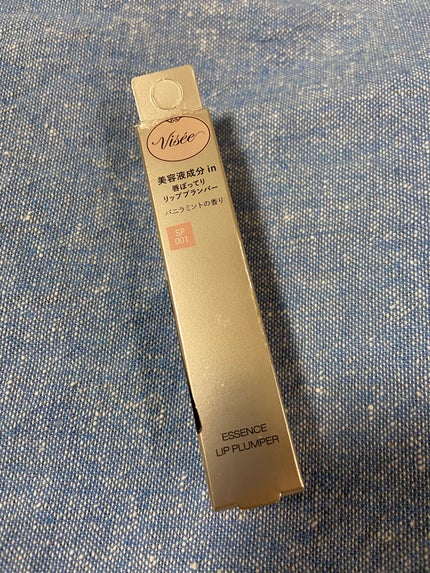 Visée
美容液成分 in
唇ぽってり
リッププランパー
バニラミントの香り
SP
001
ESSENCE
LIP PLUMPER